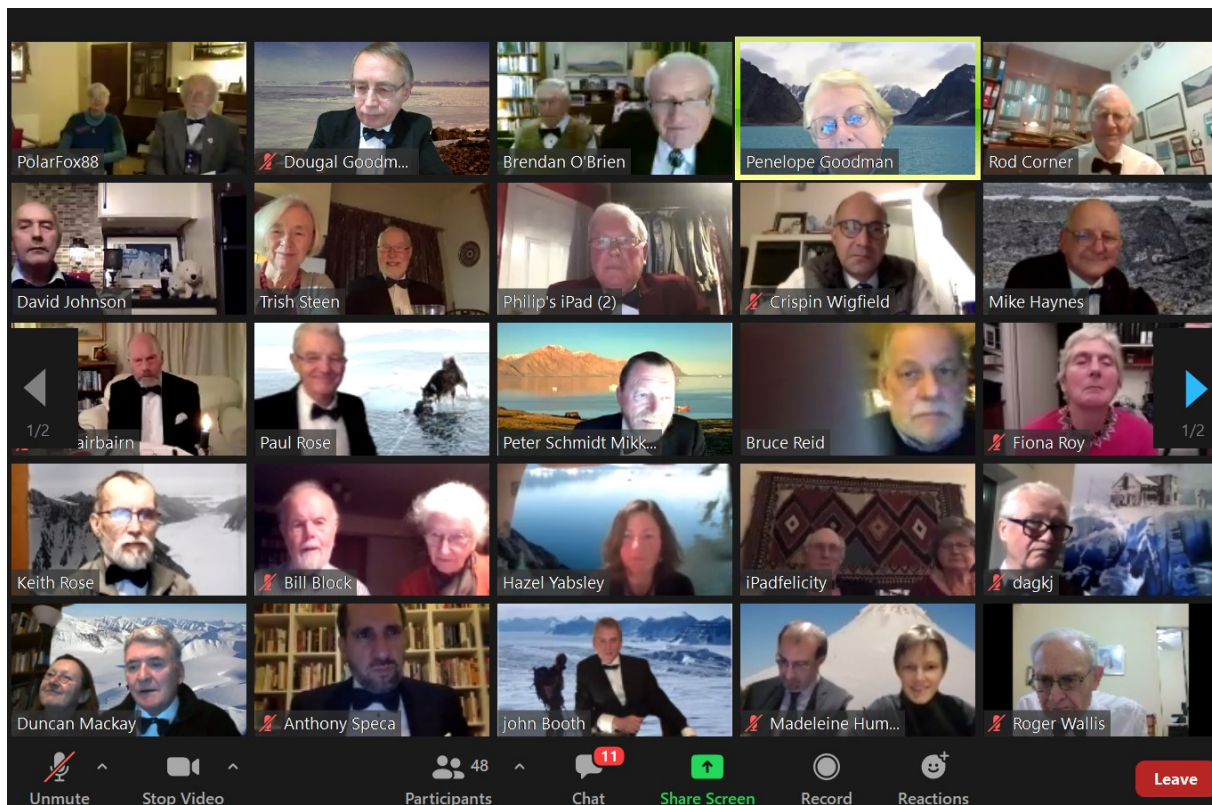 PolarFox88
Dougal Goodm...
Brendan O'Brien
Penelope Goodman
Rod Corner
David Johnson
Trish Steen
Philip's iPad (2)
Crispin Wigfield
Mike Haynes
1/2
airbairn
Paul Rose
Peter Schmidt Mikk...
Bruce Reid
Fiona Roy
1/2
Keith Rose
Bill Block
Hazel Yabsley
iPadfelicity
dagkj
Duncan Mackay
Anthony Speca
john Booth
Madeleine Hum...
Roger Wallis
48
11
Unmute
Stop Video
Participants
Chat
Share Screen
Record
Reactions
Leave